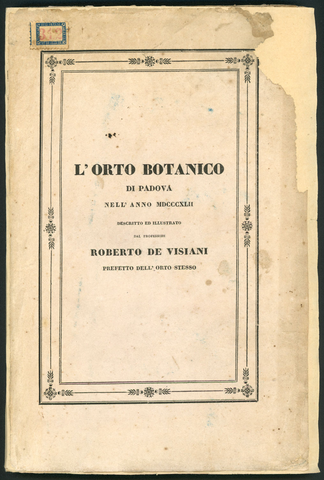 L'ORTO BOTANICO
DI PADOVA
NELL'ANNO MDCCCXLII
DESCRITTO ED ILLUSTRATO
DAL PROFESSORE
ROBERTO DE VISIANI
PREFETTO DELL'ORTO STESSO